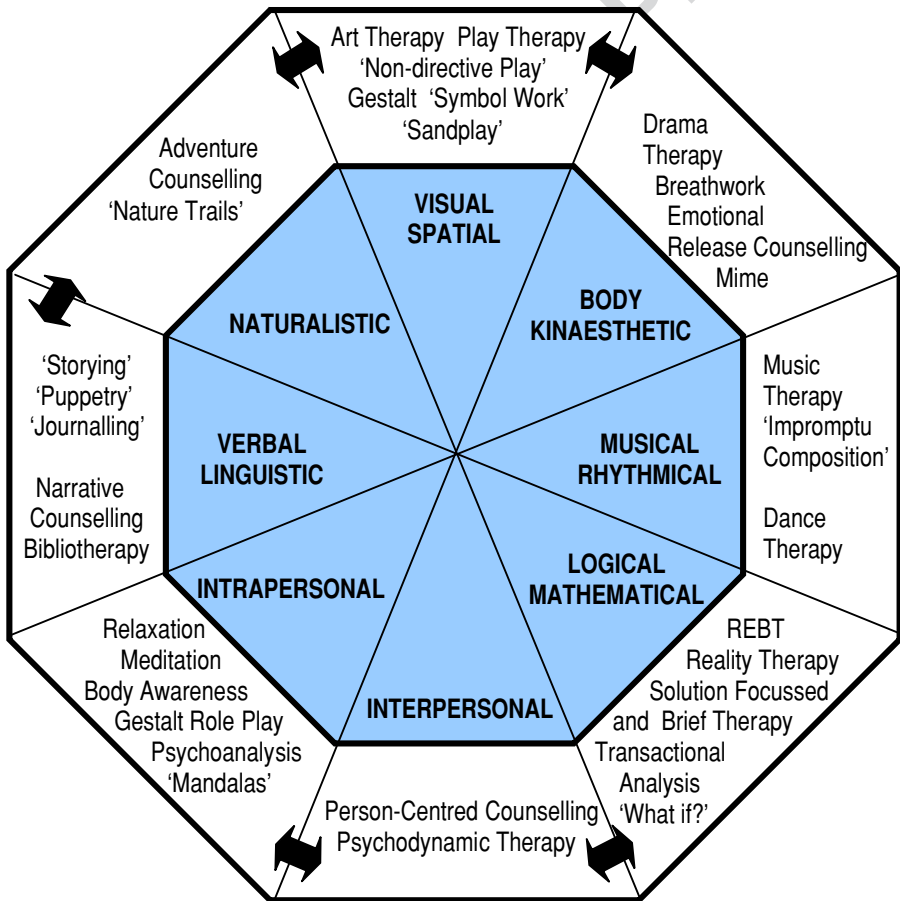 Art Therapy  Play Therapy
‘Non-directive Play’
Gestalt  ‘Symbol Work’
‘Sandplay’
Drama
Therapy
Breathwork
Emotional
Release Counselling
Mime
Music
Therapy
‘Impromptu
Composition’
Dance
Therapy
REBT
Reality Therapy
Solution Focussed
and  Brief Therapy
Transactional
Analysis
‘What if?’
Person-Centred Counselling
Psychodynamic Therapy
Relaxation
Meditation
Body Awareness
Gestalt Role Play
Psychoanalysis
‘Mandalas’
‘Storying’
‘Puppetry’
‘Journalling’
Narrative
Counselling
Bibliotherapy
Adventure
Counselling
‘Nature Trails’
VISUAL
SPATIAL
BODY
KINAESTHETIC
MUSICAL
RHYTHMICAL
LOGICAL
MATHEMATICAL
INTERPERSONAL
INTRAPERSONAL
VERBAL
LINGUISTIC
NATURALISTIC